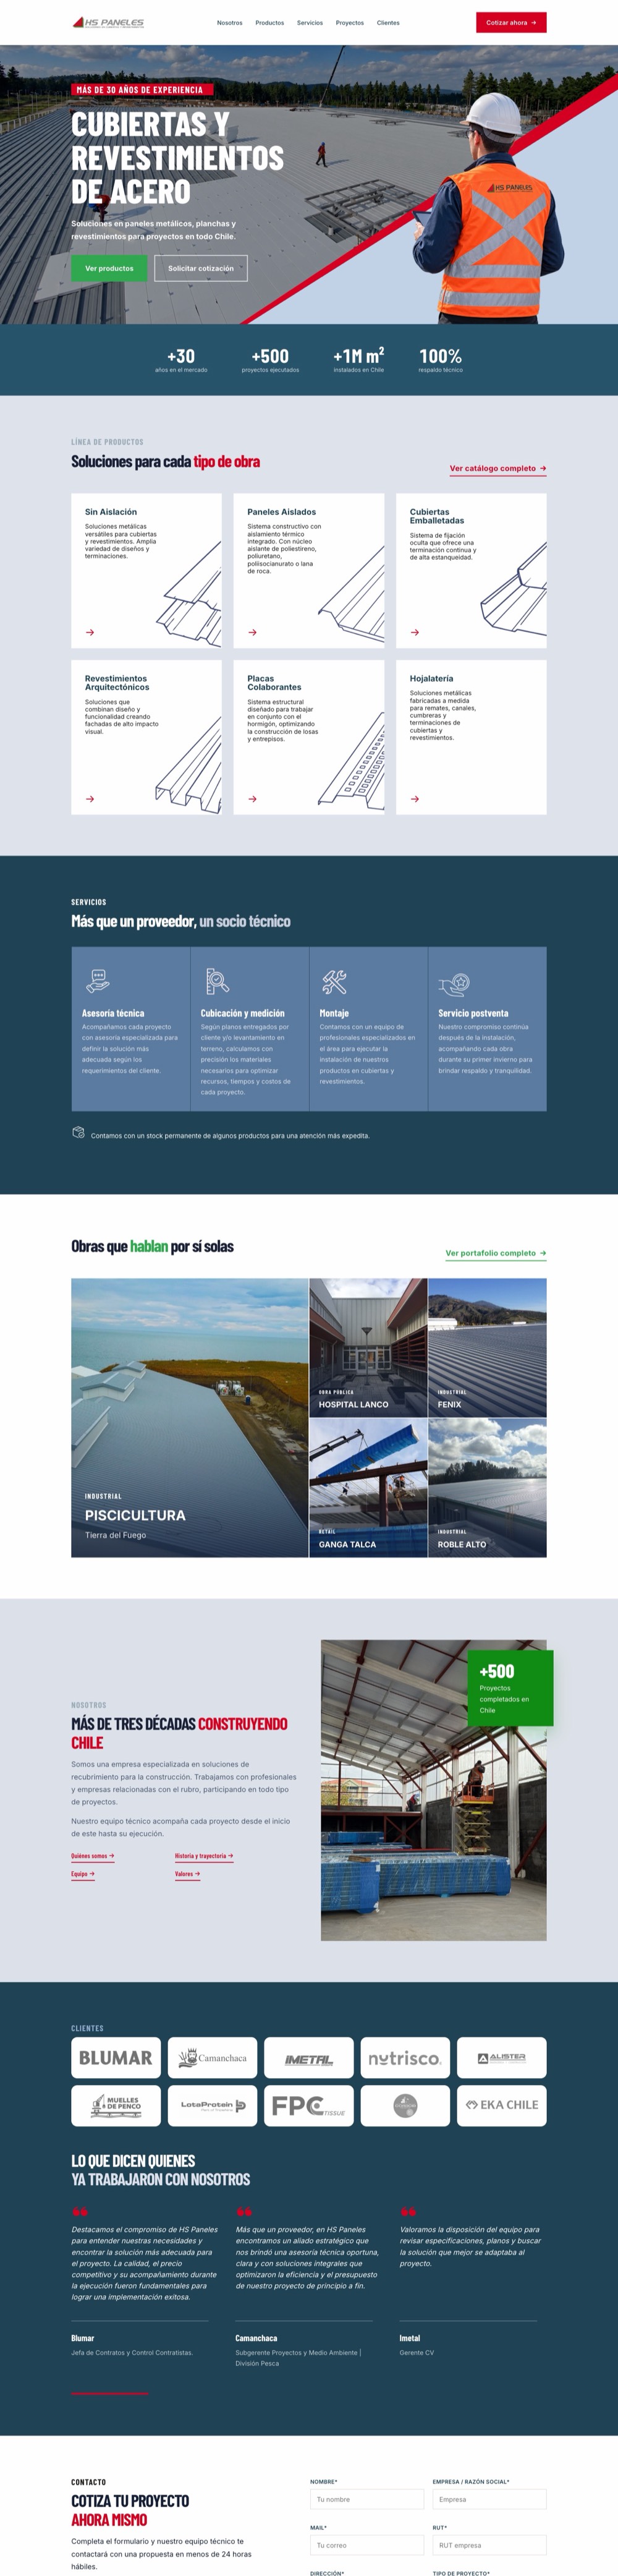 HS PANELES
Nosotros Productos Servicios Proyectos Clientes
Cotizar ahora →
MÁS DE 30 AÑOS DE EXPERIENCIA
CUBIERTAS Y
REVESTIMIENTOS
DE ACERO
Soluciones en paneles metálicos, planchas y
revestimientos para proyectos en todo Chile.
Ver productos
Solicitar cotización
HS PANELES
+30
años en el mercado
+500
proyectos ejecutados
+1M m²
instalados en Chile
100%
respaldo técnico
LÍNEA DE PRODUCTOS
Soluciones para cada tipo de obra
Ver catálogo completo →
Sin Aislación
Soluciones metálicas
versátiles para cubiertas
y revestimientos. Amplia
variedad de diseños y
terminaciones.
→
Paneles Aislados
Sistema constructivo con
aislamiento térmico
integrado. Con núcleo
aislante de poliestireno,
poliuretano,
poliisocianurato o lana
de roca.
→
Cubiertas
Emballetadas
Sistema de fijación
oculta que ofrece una
terminación continua y
de alta estanqueidad.
→
Revestimientos
Arquitectónicos
Soluciones que
combinan diseño y
funcionalidad creando
fachadas de alto impacto
visual.
→
Placas
Colaborantes
Sistema estructural
diseñado para trabajar
en conjunto con el
hormigón, optimizando
la construcción de losas
y entrepisos.
→
Hojalatería
Soluciones metálicas
fabricadas a medida
para remates, canales,
cumbreras y
terminaciones de
cubiertas y
revestimientos.
→
SERVICIOS
Más que un proveedor, un socio técnico
Asesoría técnica
Acompañamos cada proyecto
con asesoría especializada para
definir la solución más
adecuada según los
requerimientos del cliente.
Cubicación y medición
Según planos entregados por
cliente y/o levantamiento en
terreno, calculamos con
precisión los materiales
necesarios para optimizar
recursos, tiempos y costos de
cada proyecto.
Montaje
Contamos con un equipo de
profesionales especializados en
el área para ejecutar la
instalación de nuestros
productos en cubiertas y
revestimientos.
Servicio postventa
Nuestro compromiso continúa
después de la instalación,
acompañando cada obra
durante su primer invierno para
brindar respaldo y tranquilidad.
Contamos con un stock permanente de algunos productos para una atención más expedita.
Obras que hablan por sí solas
Ver portafolio completo →
INDUSTRIAL
PISCICULTURA
Tierra del Fuego
OBRA PÚBLICA
HOSPITAL LANCO
INDUSTRIAL
FENIX
RETAIL
GANGA TALCA
INDUSTRIAL
ROBLE ALTO
NOSOTROS
MÁS DE TRES DÉCADAS CONSTRUYENDO
CHILE
Somos una empresa especializada en soluciones de
recubrimiento para la construcción. Trabajamos con profesionales
y empresas relacionadas con el rubro, participando en todo tipo
de proyectos.
Nuestro equipo técnico acompaña cada proyecto desde el inicio
de este hasta su ejecución.
Quiénes somos →
Historia y trayectoria →
Equipo →
Valores →
+500
Proyectos
completados en
Chile
CLIENTES
BLUMAR
Camanchaca
IMETAL
nutrisco.
ALISTER
MUELLES
DE PENCO
LotaProtein
FPC
TISSUE
EKA CHILE
LO QUE DICEN QUIENES
YA TRABAJARON CON NOSOTROS
Destacamos el compromiso de HS Paneles
para entender nuestras necesidades y
encontrar la solución más adecuada para
el proyecto. La calidad, el precio
competitivo y su acompañamiento durante
la ejecución fueron fundamentales para
lograr una implementación exitosa.
Blumar
Jefa de Contratos y Control Contratistas.
Más que un proveedor, en HS Paneles
encontramos un aliado estratégico que
nos brindó una asesoría técnica oportuna,
clara y con soluciones integrales que
optimizaron la eficiencia y el presupuesto
de nuestro proyecto de principio a fin.
Camanchaca
Subgerente Proyectos y Medio Ambiente |
División Pesca
Valoramos la disposición del equipo para
revisar especificaciones, planos y buscar
la solución que mejor se adaptaba al
proyecto.
Imetal
Gerente CV
CONTACTO
COTIZA TU PROYECTO
AHORA MISMO
Completa el formulario y nuestro equipo técnico te
contactará con una propuesta en menos de 24 horas
hábiles.
NOMBRE*
Tu nombre
EMPRESA / RAZÓN SOCIAL*
Empresa
MAIL*
Tu correo
RUT*
RUT empresa
DIRECCIÓN*
TIPO DE PROYECTO*